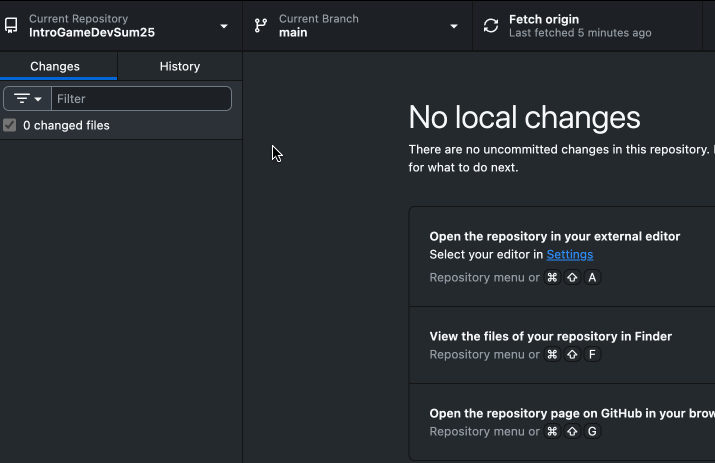 Current Repository
IntroGameDevSum25
Current Branch
main
Fetch origin
Last fetched 5 minutes ago
Changes
History
Filter
0 changed files
No local changes
There are no uncommitted changes in this repository.
for what to do next.
Open the repository in your external editor
Select your editor in Settings
Repository menu or ⌘ ⇧ A
View the files of your repository in Finder
Repository menu or ⌘ ⇧ F
Open the repository page on GitHub in your brow
Repository menu or ⌘ ⇧ G